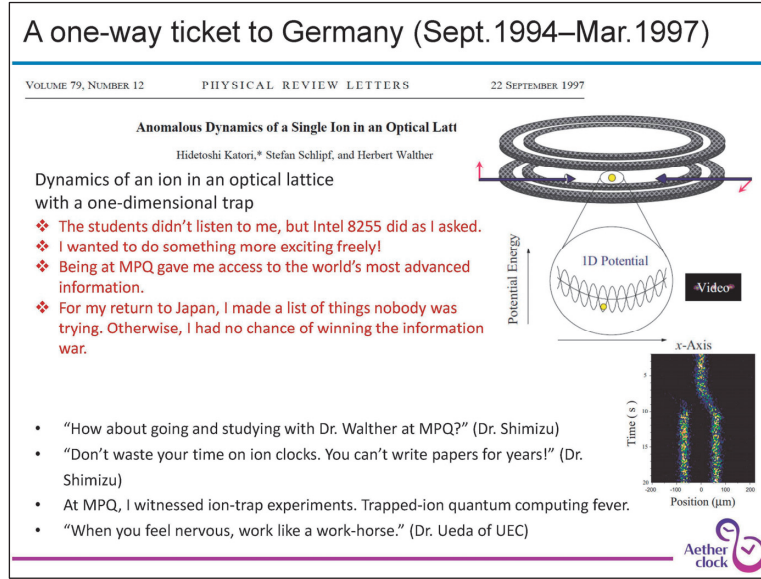 A one-way ticket to Germany (Sept.1994–Mar.1997)
VOLUME 79, NUMBER 12 PHYSICAL REVIEW LETTERS 22 SEPTEMBER 1997
Anomalous Dynamics of a Single Ion in an Optical Latt
Hidetoshi Katori,* Stefan Schlipf, and Herbert Walther
Dynamics of an ion in an optical lattice
with a one-dimensional trap
❖ The students didn’t listen to me, but Intel 8255 did as I asked.
❖ I wanted to do something more exciting freely!
❖ Being at MPQ gave me access to the world’s most advanced
information.
❖ For my return to Japan, I made a list of things nobody was
trying. Otherwise, I had no chance of winning the information
war.
Potential Energy
1D Potential
Video
x-Axis
Time ( s )
5
10
15
20
-200 -100 0 100 200
Position (μm)
• “How about going and studying with Dr. Walther at MPQ?” (Dr. Shimizu)
• “Don’t waste your time on ion clocks. You can’t write papers for years!” (Dr.
Shimizu)
• At MPQ, I witnessed ion-trap experiments. Trapped-ion quantum computing fever.
• “When you feel nervous, work like a work-horse.” (Dr. Ueda of UEC)
Aether
clock